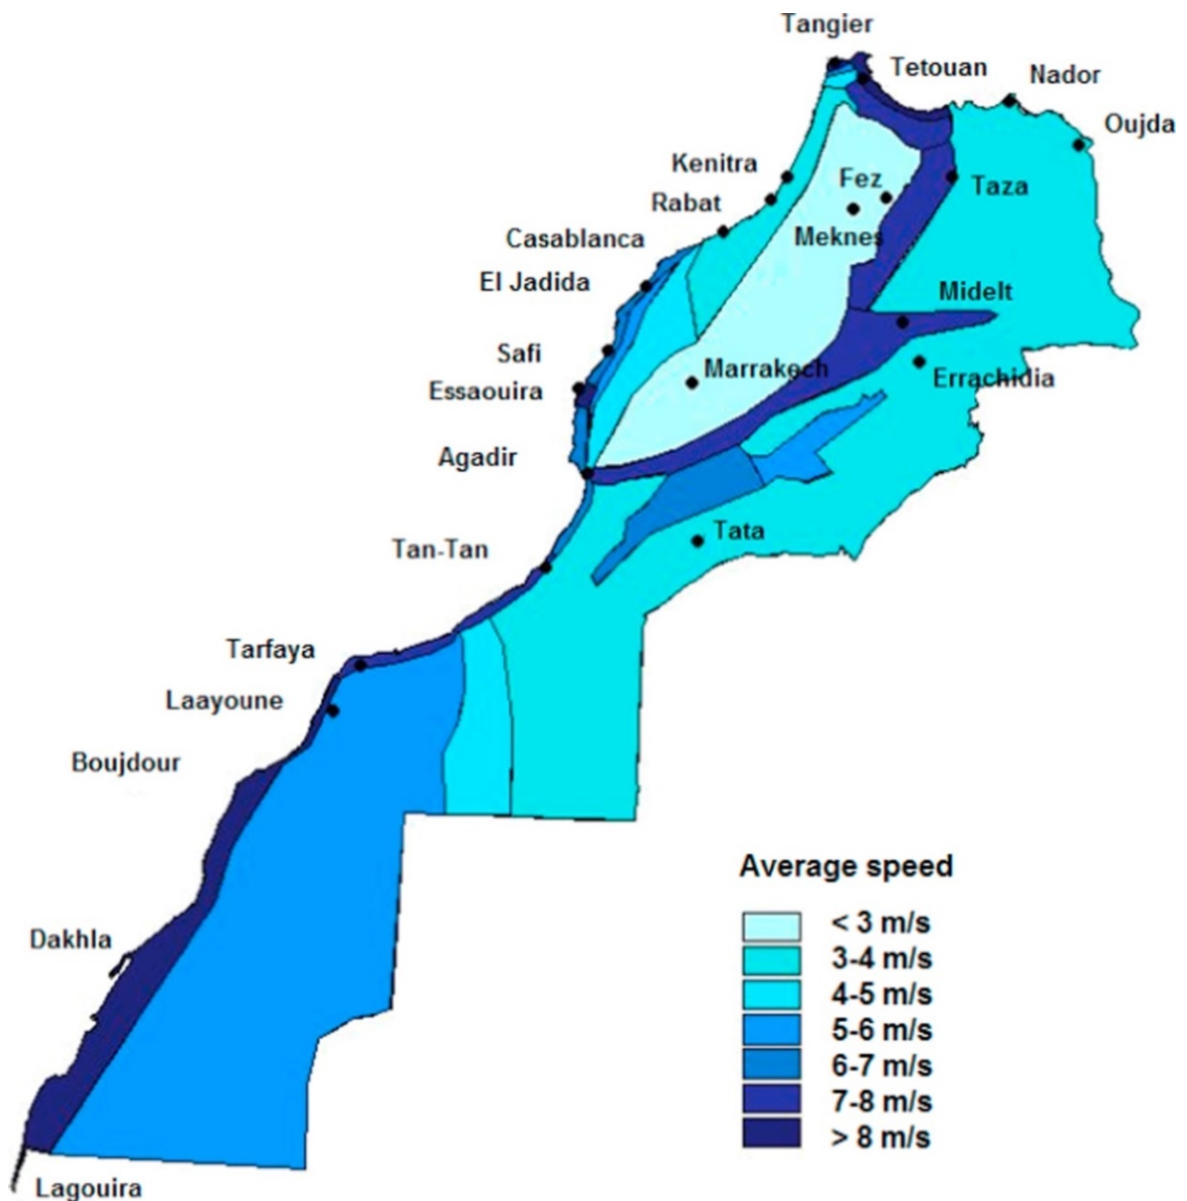 Tangier
Tetouan
Nador
Oujda
Kenitra
Fez
Taza
Rabat
Meknes
Casablanca
El Jadida
Midelt
Safi
Marrakech
Errachidia
Essaouira
Agadir
Tata
Tan-Tan
Tarfaya
Laayoune
Boujdour
Average speed
< 3 m/s
3-4 m/s
4-5 m/s
5-6 m/s
6-7 m/s
7-8 m/s
> 8 m/s
Dakhla
Lagouira